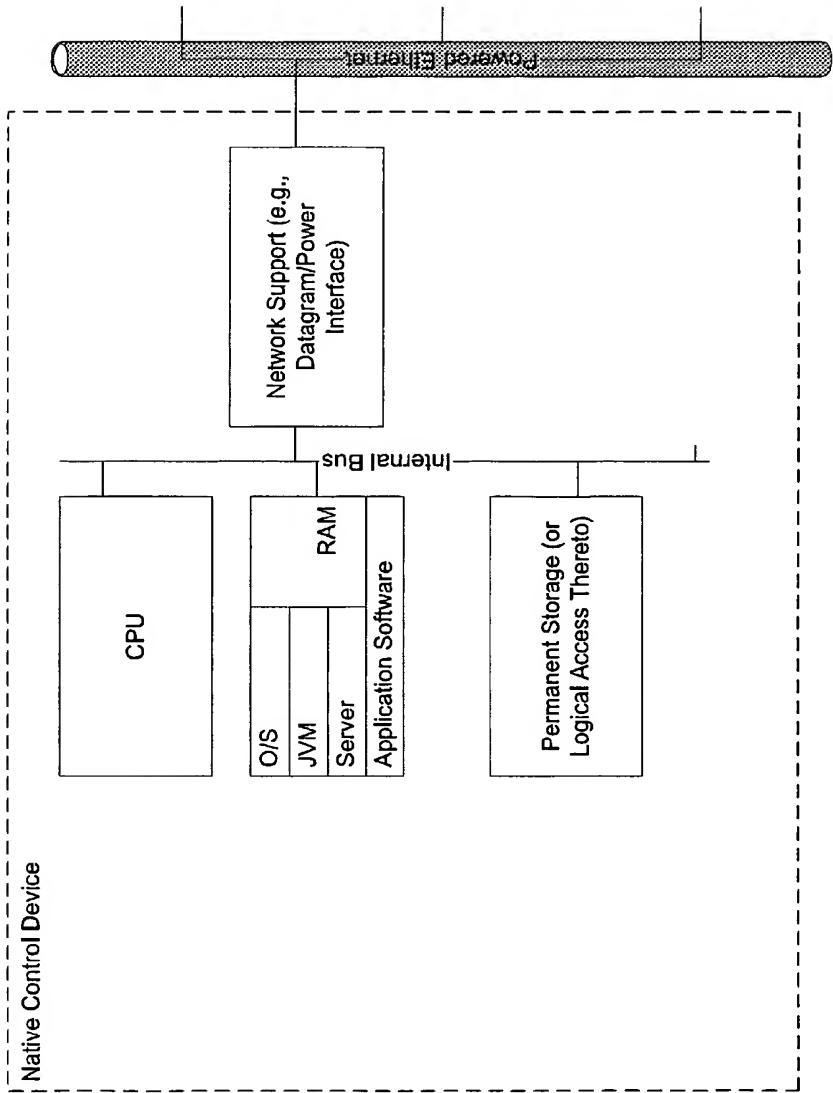 Native Control Device
CPU
O/S
JVM
Server
RAM
Application Software
Permanent Storage (or
Logical Access Thereto)
Internal Bus
Network Support (e.g.,
Datagram/Power
Interface)
Powered Ethernet